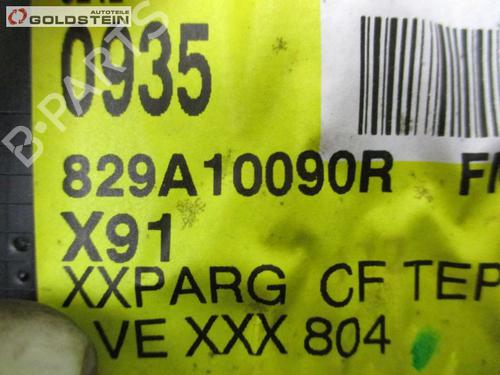 Autoteile
GOLDSTEIN
0935
829A10090R
X91
XXPARG CF TEP
VE XXX 804
B-PARTS